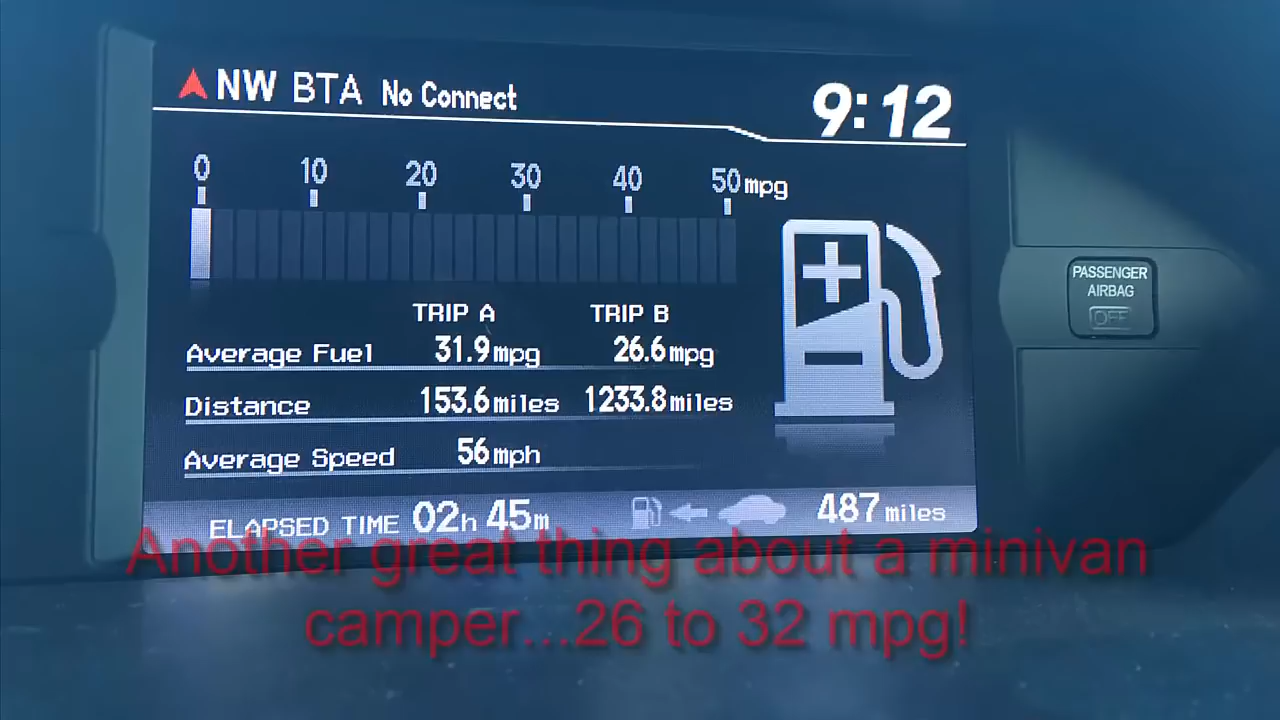 NW BTA No Connect 9:12
0 10 20 30 40 50 mpg
TRIP A TRIP B
Average Fuel 31.9 mpg 26.6 mpg
Distance 153.6 miles 1233.8 miles
Average Speed 56 mph
ELAPSED TIME 02h 45m 487 miles
PASSENGER
AIRBAG
OFF
Another great thing about a minivan
camper...26 to 32 mpg!